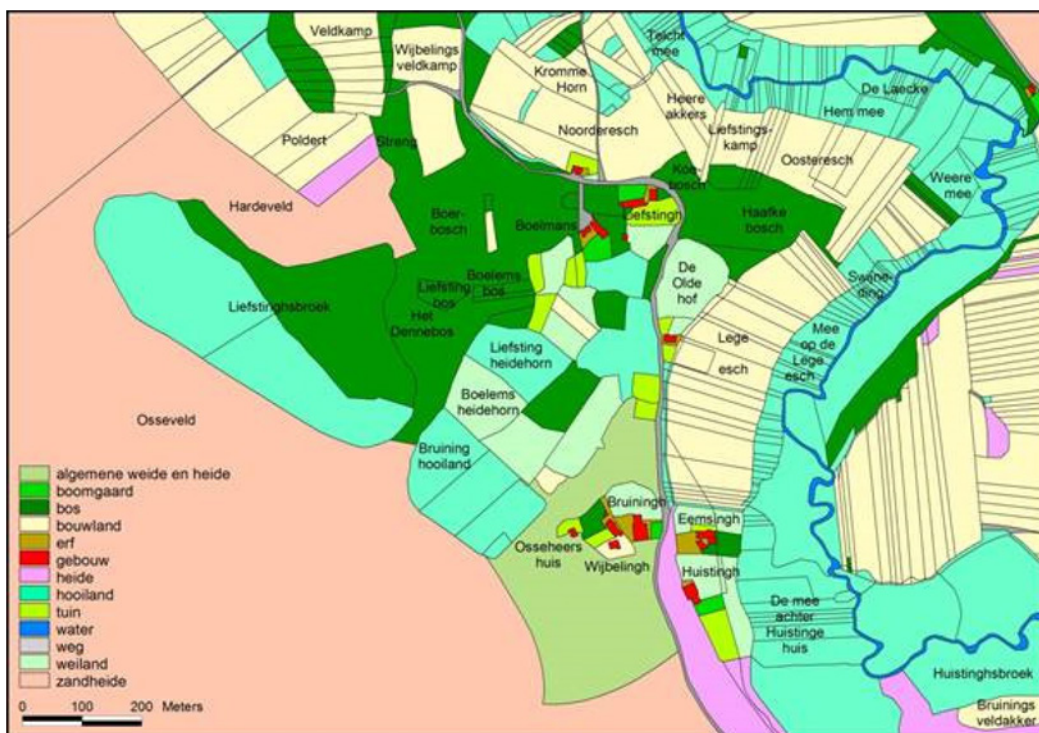 Veldkamp
Wijbelings
veldkamp
Kromme
Horn
Noorderesch
Heere
akkers
Telcht
mee
De Laecke
Hem mee
Liefstings-
kamp
Oosteresch
Weere
mee
Poldert
Streng
Hardeveld
Boer-
bosch
Boelmans
Liefstingh
Koe-
bosch
Haafke
bosch
De
Olde
hof
Swine-
ding
Liefstinghsbroek
Liefsting
bos
Boelems
bos
Het
Dennebos
Liefsting
heidehorn
Lege
esch
Mee
op de
Lege
esch
Boelems
heidehorn
Osseveld
Bruining
hooiland
Bruiningh
Osseheers
huis
Wijbelingh
Eemsingh
Huistingh
De mee
achter
Huistinge
huis
Huistinghsbroek
Bruinings
veldakker
algemene weide en heide
boomgaard
bos
bouwland
erf
gebouw
heide
hooiland
tuin
water
weg
weiland
zandheide
0 100 200 Meters